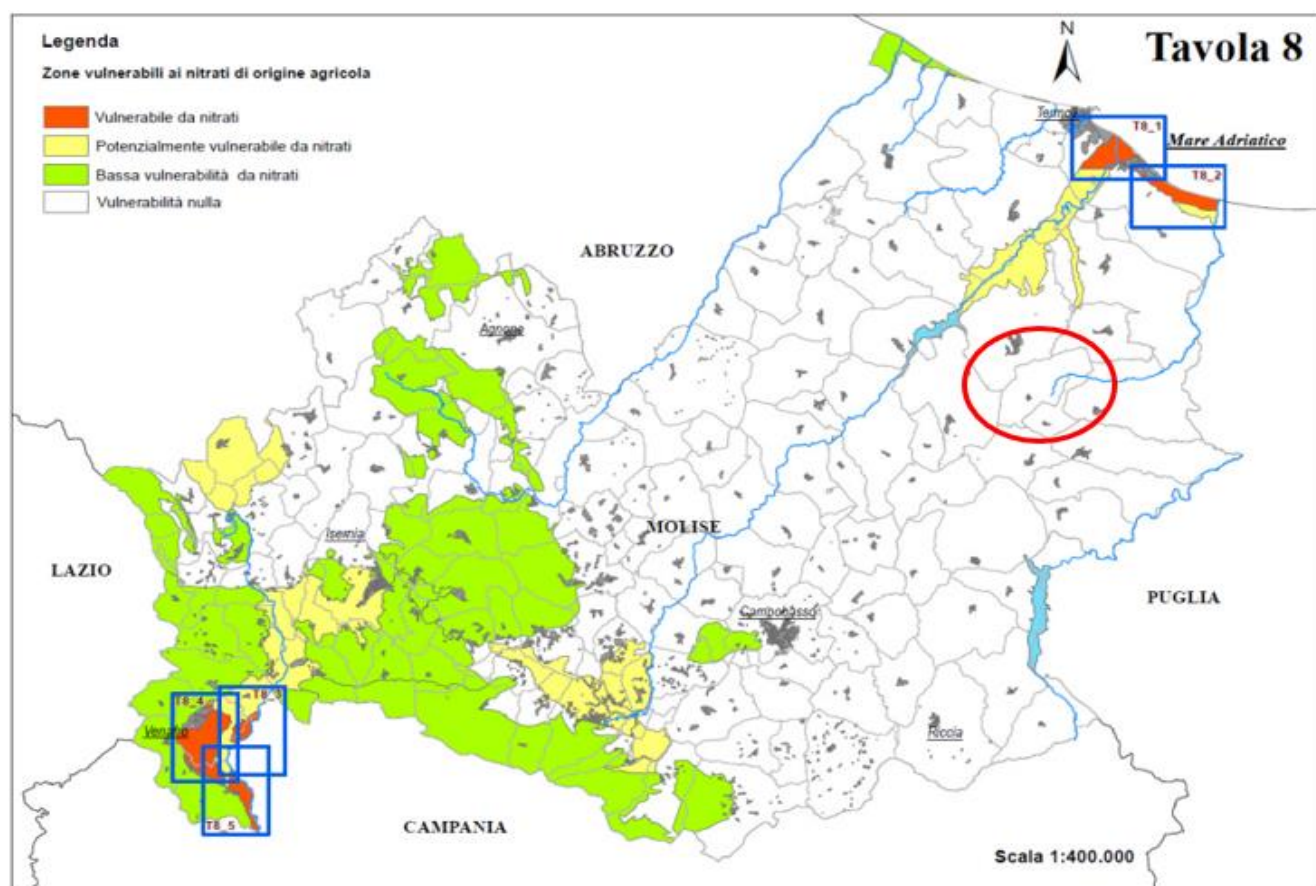 Legenda
Tavola 8
Zone vulnerabili ai nitrati di origine agricola
Vulnerabile da nitrati
Potenzialmente vulnerabile da nitrati
Bassa vulnerabilità da nitrati
Vulnerabilità nulla
N
T8_1
Mare Adriatico
T8_2
ABRUZZO
Agnone
MOLISE
Isernia
LAZIO
PUGLIA
Campobasso
T8_4
T8_3
Venafro
Riccia
T8_5
CAMPANIA
Scala 1:400.000